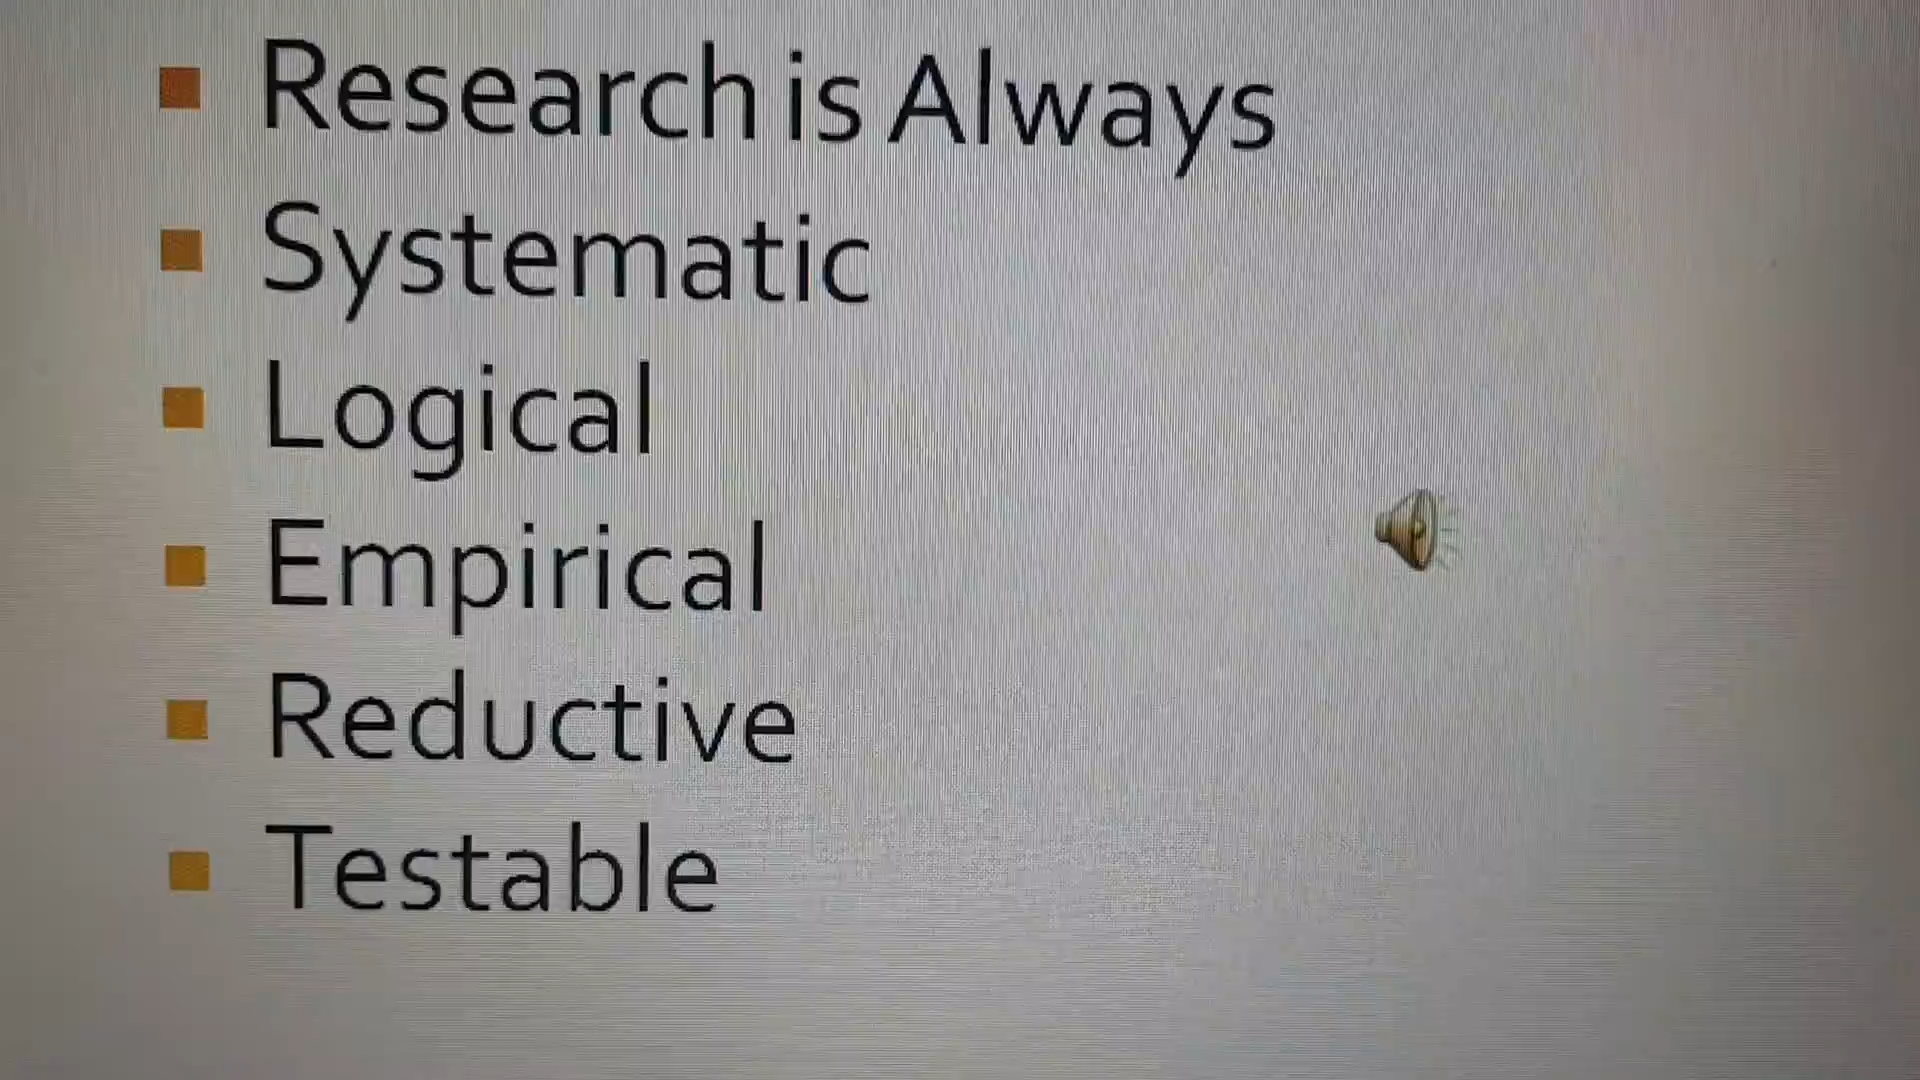 Research is Always
Systematic
Logical
Empirical
Reductive
Testable